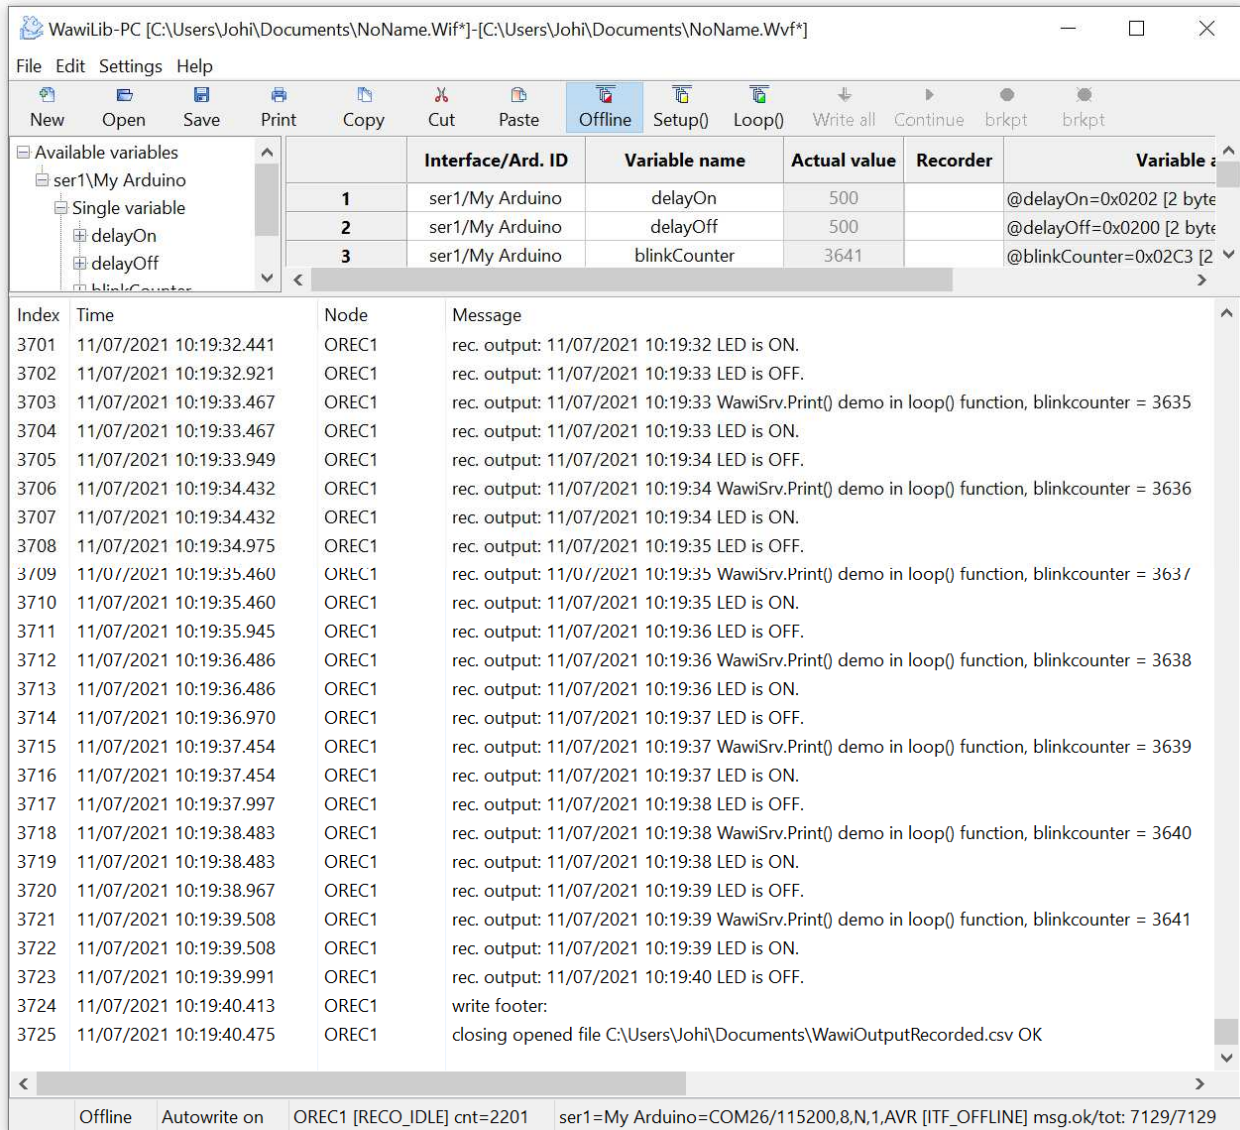 WawiLib-PC [C:\Users\Johi\Documents\NoName.Wif*]-[C:\Users\Johi\Documents\NoName.Wvf*]
File Edit Settings Help
New Open Save Print Copy Cut Paste Offline Setup() Loop() Write all Continue brkpt brkpt
Available variables
ser1\My Arduino
Single variable
delayOn
delayOff
blinkCounter
Interface/Ard. ID Variable name Actual value Recorder Variable a
1 ser1/My Arduino delayOn 500 @delayOn=0x0202 [2 byte
2 ser1/My Arduino delayOff 500 @delayOff=0x0200 [2 byte
3 ser1/My Arduino blinkCounter 3641 @blinkCounter=0x02C3 [2
Index Time Node Message
3701 11/07/2021 10:19:32.441 OREC1 rec. output: 11/07/2021 10:19:32 LED is ON.
3702 11/07/2021 10:19:32.921 OREC1 rec. output: 11/07/2021 10:19:33 LED is OFF.
3703 11/07/2021 10:19:33.467 OREC1 rec. output: 11/07/2021 10:19:33 WawiSrv.Print() demo in loop() function, blinkcounter = 3635
3704 11/07/2021 10:19:33.467 OREC1 rec. output: 11/07/2021 10:19:33 LED is ON.
3705 11/07/2021 10:19:33.949 OREC1 rec. output: 11/07/2021 10:19:34 LED is OFF.
3706 11/07/2021 10:19:34.432 OREC1 rec. output: 11/07/2021 10:19:34 WawiSrv.Print() demo in loop() function, blinkcounter = 3636
3707 11/07/2021 10:19:34.432 OREC1 rec. output: 11/07/2021 10:19:34 LED is ON.
3708 11/07/2021 10:19:34.975 OREC1 rec. output: 11/07/2021 10:19:35 LED is OFF.
3709 11/07/2021 10:19:35.460 OREC1 rec. output: 11/07/2021 10:19:35 WawiSrv.Print() demo in loop() function, blinkcounter = 3637
3710 11/07/2021 10:19:35.460 OREC1 rec. output: 11/07/2021 10:19:35 LED is ON.
3711 11/07/2021 10:19:35.945 OREC1 rec. output: 11/07/2021 10:19:36 LED is OFF.
3712 11/07/2021 10:19:36.486 OREC1 rec. output: 11/07/2021 10:19:36 WawiSrv.Print() demo in loop() function, blinkcounter = 3638
3713 11/07/2021 10:19:36.486 OREC1 rec. output: 11/07/2021 10:19:36 LED is ON.
3714 11/07/2021 10:19:36.970 OREC1 rec. output: 11/07/2021 10:19:37 LED is OFF.
3715 11/07/2021 10:19:37.454 OREC1 rec. output: 11/07/2021 10:19:37 WawiSrv.Print() demo in loop() function, blinkcounter = 3639
3716 11/07/2021 10:19:37.454 OREC1 rec. output: 11/07/2021 10:19:37 LED is ON.
3717 11/07/2021 10:19:37.997 OREC1 rec. output: 11/07/2021 10:19:38 LED is OFF.
3718 11/07/2021 10:19:38.483 OREC1 rec. output: 11/07/2021 10:19:38 WawiSrv.Print() demo in loop() function, blinkcounter = 3640
3719 11/07/2021 10:19:38.483 OREC1 rec. output: 11/07/2021 10:19:38 LED is ON.
3720 11/07/2021 10:19:38.967 OREC1 rec. output: 11/07/2021 10:19:39 LED is OFF.
3721 11/07/2021 10:19:39.508 OREC1 rec. output: 11/07/2021 10:19:39 WawiSrv.Print() demo in loop() function, blinkcounter = 3641
3722 11/07/2021 10:19:39.508 OREC1 rec. output: 11/07/2021 10:19:39 LED is ON.
3723 11/07/2021 10:19:39.991 OREC1 rec. output: 11/07/2021 10:19:40 LED is OFF.
3724 11/07/2021 10:19:40.413 OREC1 write footer:
3725 11/07/2021 10:19:40.475 OREC1 closing opened file C:\Users\Johi\Documents\WawiOutputRecorded.csv OK
Offline Autowrite on OREC1 [RECO_IDLE] cnt=2201 ser1=My Arduino=COM26/115200,8,N,1,AVR [ITF_OFFLINE] msg.ok/tot: 7129/7129